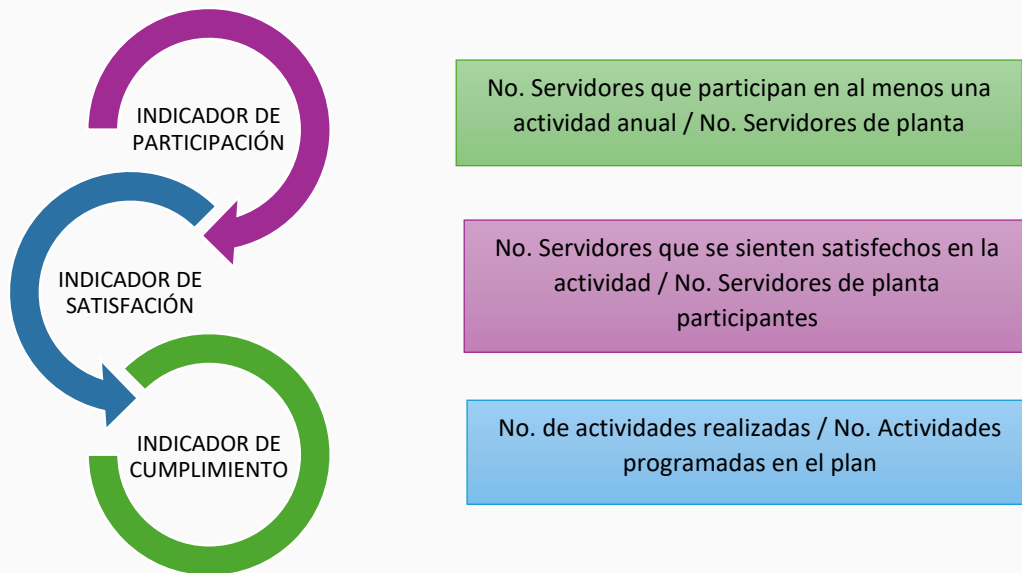 INDICADOR DE
PARTICIPACIÓN
No. Servidores que participan en al menos una
actividad anual / No. Servidores de planta
INDICADOR DE
SATISFACIÓN
No. Servidores que se sienten satisfechos en la
actividad / No. Servidores de planta
participantes
INDICADOR DE
CUMPLIMIENTO
No. de actividades realizadas / No. Actividades
programadas en el plan